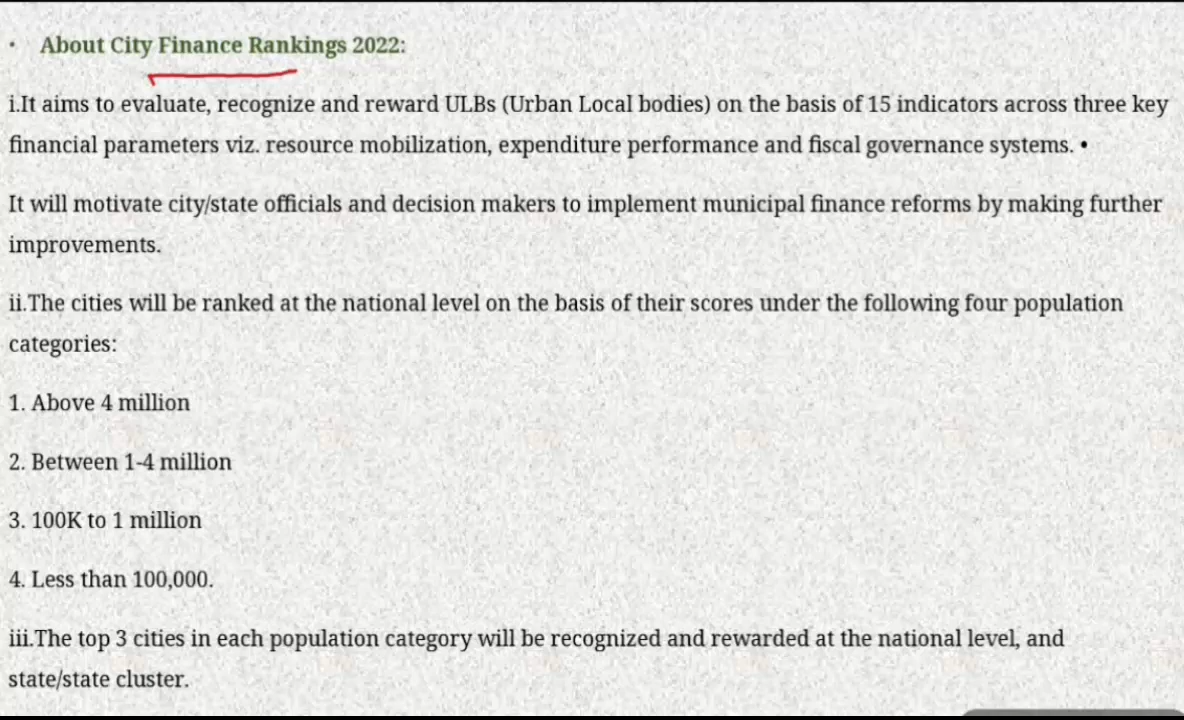 • About City Finance Rankings 2022:
i.It aims to evaluate, recognize and reward ULBs (Urban Local bodies) on the basis of 15 indicators across three key
financial parameters viz. resource mobilization, expenditure performance and fiscal governance systems. •
It will motivate city/state officials and decision makers to implement municipal finance reforms by making further
improvements.
ii.The cities will be ranked at the national level on the basis of their scores under the following four population
categories:
1. Above 4 million
2. Between 1-4 million
3. 100K to 1 million
4. Less than 100,000.
iii.The top 3 cities in each population category will be recognized and rewarded at the national level, and
state/state cluster.